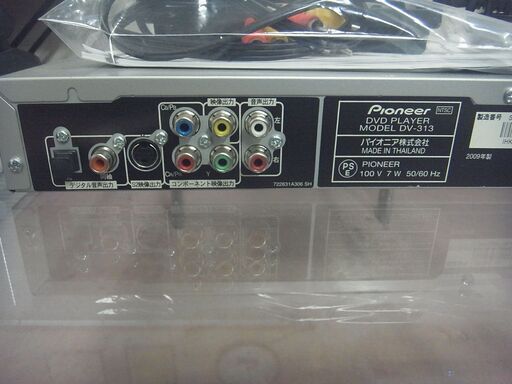 CB/PB
映像出力
音声出力
左
右
CR/PR
Y
同軸
デジタル音声出力
S2映像出力
コンポーネント映像出力
722631A306 SH
Pioneer
NTSC
DVD PLAYER
MODEL DV-313
パイオニア株式会社
MADE IN THAILAND
PS
E
PIONEER
100 V 7 W 50/60 Hz
製造番号
2009年製